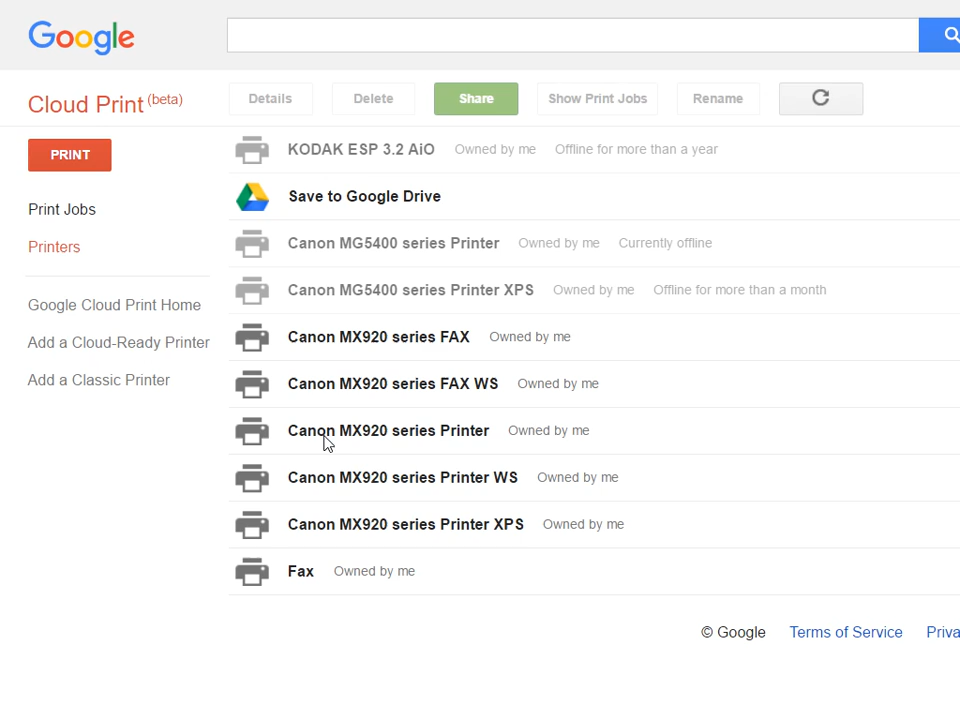 Google
Cloud Print (beta)
Details Delete Share Show Print Jobs Rename
PRINT
Print Jobs
Printers
Google Cloud Print Home
Add a Cloud-Ready Printer
Add a Classic Printer
KODAK ESP 3.2 AiO Owned by me Offline for more than a year
Save to Google Drive
Canon MG5400 series Printer Owned by me Currently offline
Canon MG5400 series Printer XPS Owned by me Offline for more than a month
Canon MX920 series FAX Owned by me
Canon MX920 series FAX WS Owned by me
Canon MX920 series Printer Owned by me
Canon MX920 series Printer WS Owned by me
Canon MX920 series Printer XPS Owned by me
Fax Owned by me
© Google Terms of Service Priva